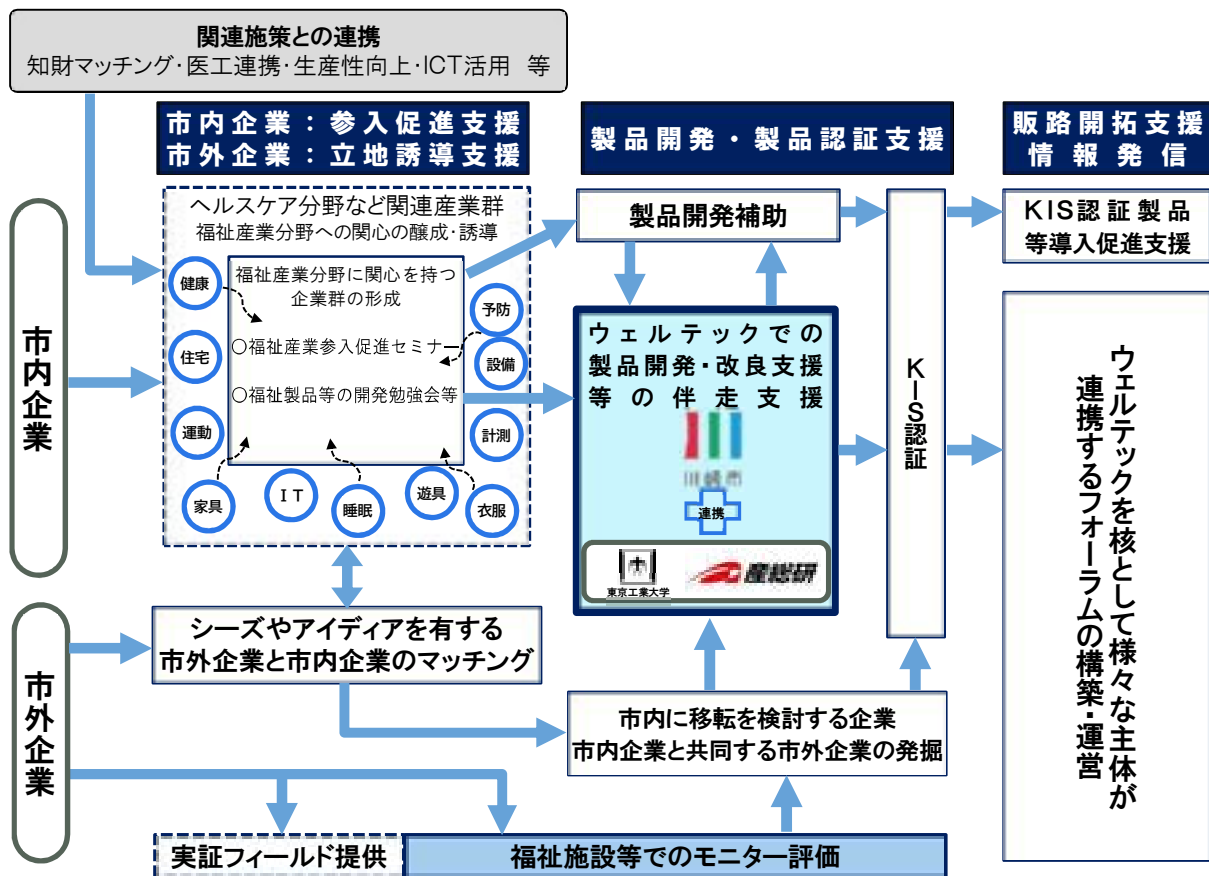 関連施策との連携
知財マッチング・医工連携・生産性向上・ICT活用 等
市内企業：参入促進支援
市外企業：立地誘導支援
製品開発・製品認証支援
販路開拓支援
情報発信
市内企業
ヘルスケア分野など関連産業群
福祉産業分野への関心の醸成・誘導
福祉産業分野に関心を持つ
企業群の形成
〇福祉産業参入促進セミナー
〇福祉製品等の開発勉強会等
健康
住宅
運動
家具
IT
睡眠
遊具
衣服
計測
設備
予防
製品開発補助
ウェルテックでの
製品開発・改良支援
等の伴走支援
川崎市
連携
東京工業大学
産総研
KIS認証
KIS認証製品
等導入促進支援
ウェルテックを核として様々な主体が
連携するフォーラムの構築・運営
市外企業
シーズやアイディアを有する
市外企業と市内企業のマッチング
市内に移転を検討する企業
市内企業と共同する市外企業の発掘
実証フィールド提供
福祉施設等でのモニター評価